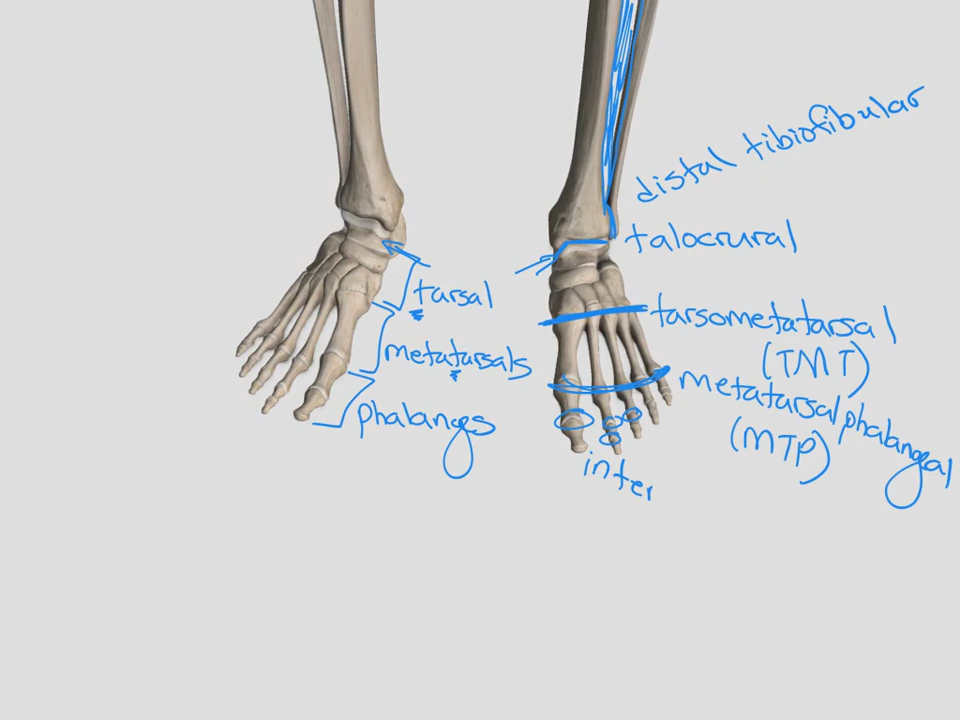 distal tibiofibular
talocrural
tarsal
tarsometatarsal
(TMT)
metatarsals
metatarsalphalangeal
(MTP)
phalanges
inter